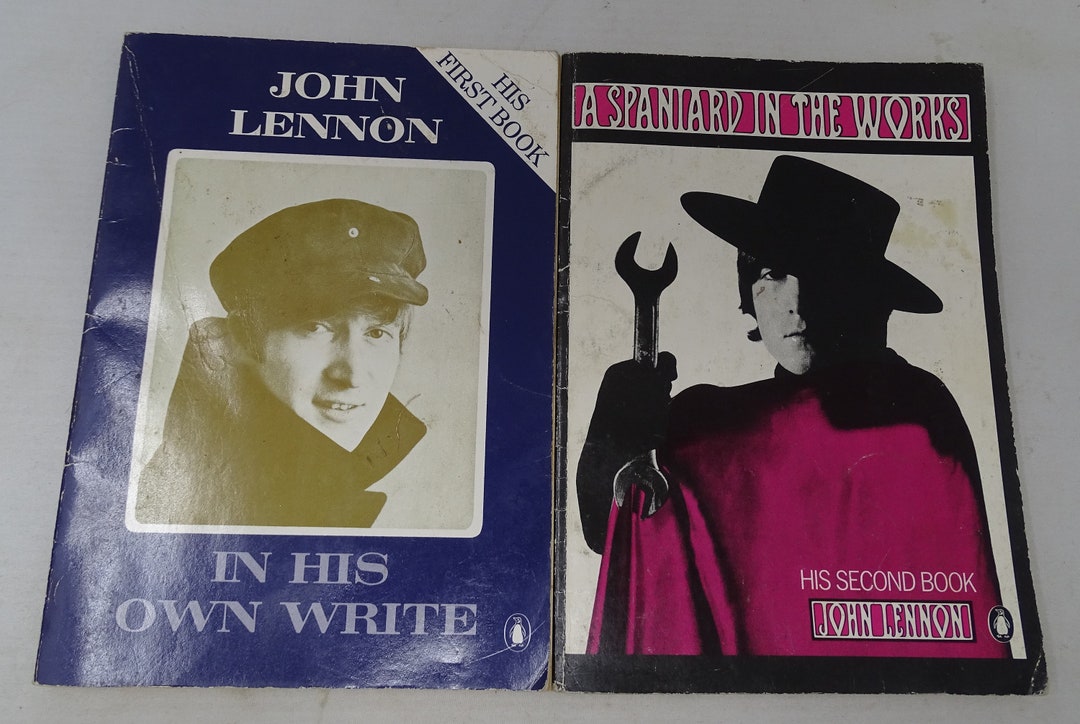 JOHN
LENNON
HIS
FIRST BOOK
IN HIS
OWN WRITE
A SPANIARD IN THE WORKS
HIS SECOND BOOK
JOHN LENNON